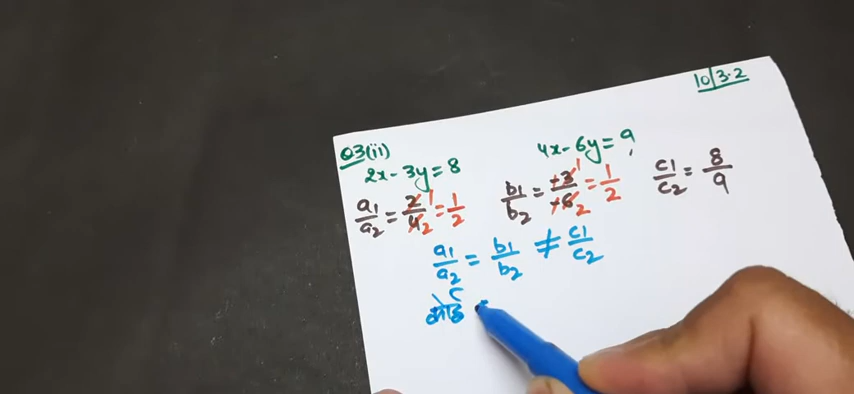 10|3.2
Q3(ii)
2x-3y=8 4x-6y=9,
a1/a2 = 2/4 = 1/2 b1/b2 = -3/-6 = 1/2 c1/c2 = 8/9
a1/a2 = b1/b2 ≠ c1/c2
कोई